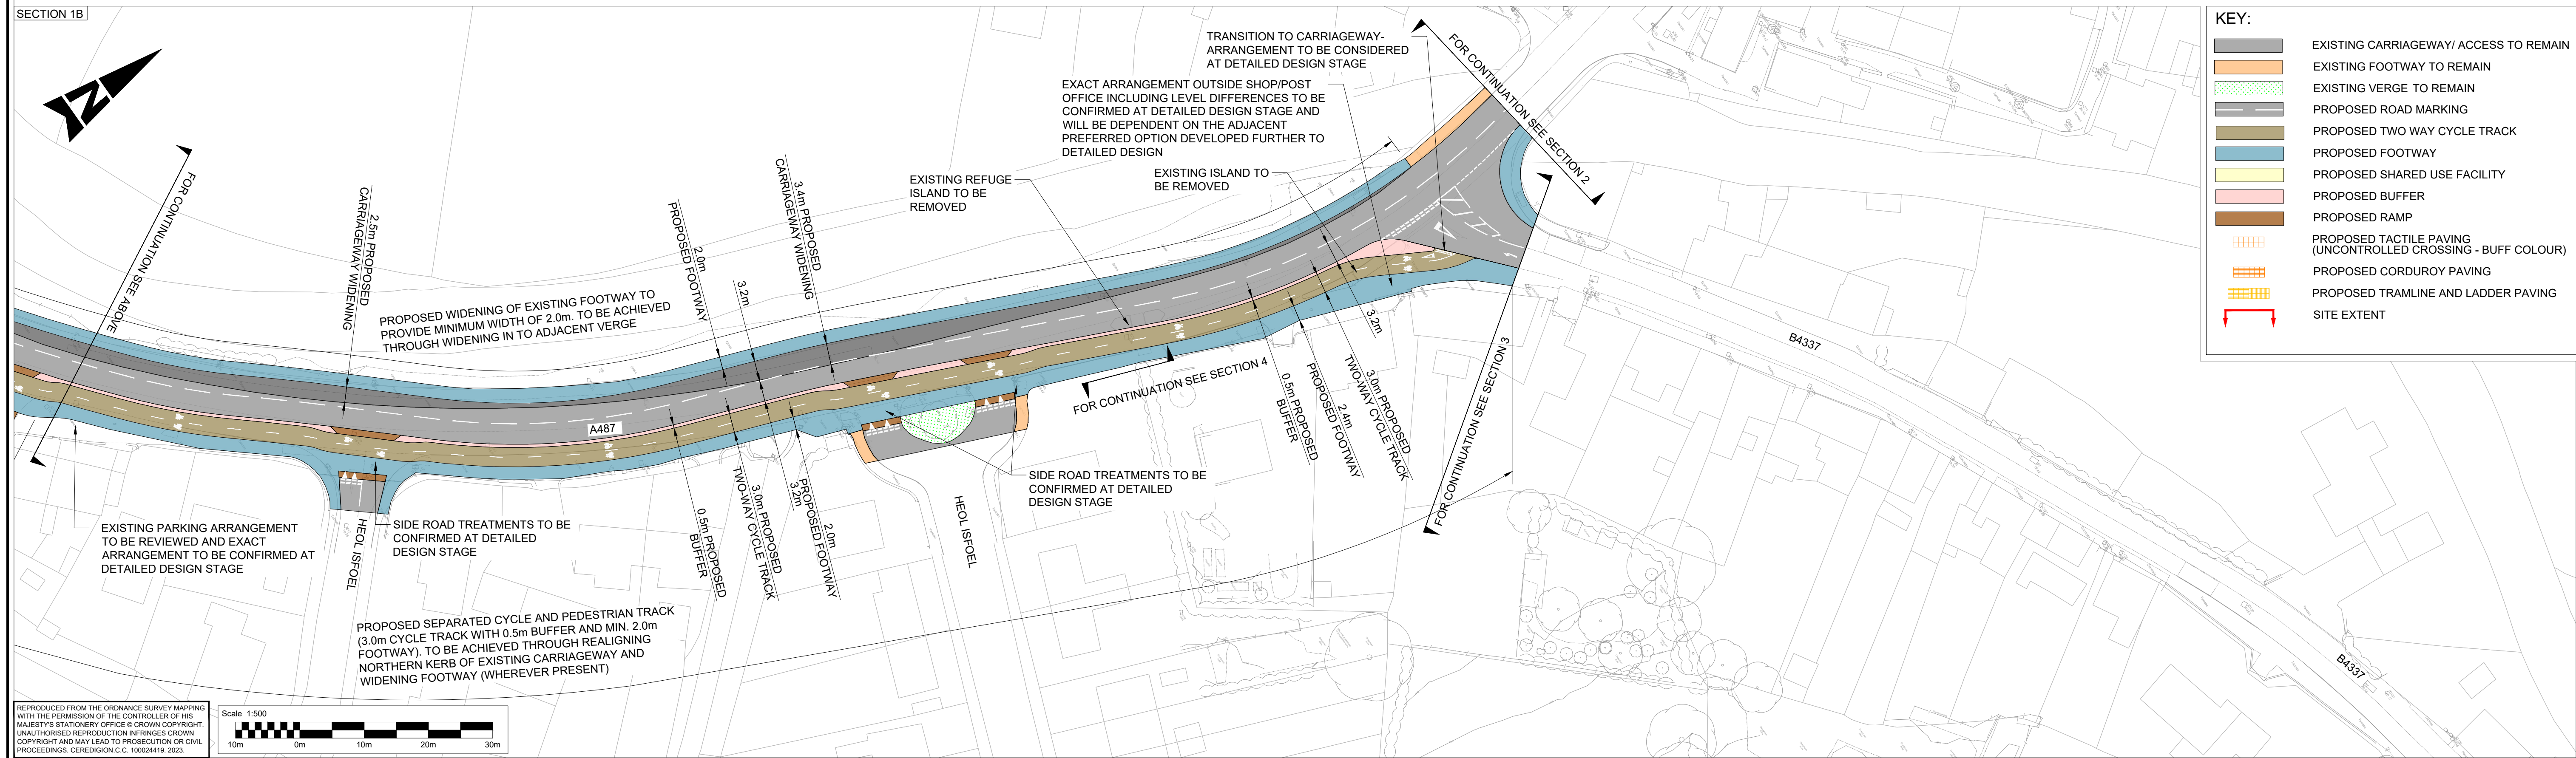 SECTION 1B
FOR CONTINUATION SEE ABOVE
2.5m PROPOSED
CARRIAGEWAY WIDENING
PROPOSED WIDENING OF EXISTING FOOTWAY TO
PROVIDE MINIMUM WIDTH OF 2.0m. TO BE ACHIEVED
THROUGH WIDENING IN TO ADJACENT VERGE
2.0m
PROPOSED FOOTWAY
3.2m
3.4m PROPOSED
CARRIAGEWAY WIDENING
EXISTING REFUGE
ISLAND TO BE
REMOVED
TRANSITION TO CARRIAGEWAY-
ARRANGEMENT TO BE CONSIDERED
AT DETAILED DESIGN STAGE
EXACT ARRANGEMENT OUTSIDE SHOP/POST
OFFICE INCLUDING LEVEL DIFFERENCES TO BE
CONFIRMED AT DETAILED DESIGN STAGE AND
WILL BE DEPENDENT ON THE ADJACENT
PREFERRED OPTION DEVELOPED FURTHER TO
DETAILED DESIGN
EXISTING ISLAND TO
BE REMOVED
FOR CONTINUATION SEE SECTION 2
A487
EXISTING PARKING ARRANGEMENT
TO BE REVIEWED AND EXACT
ARRANGEMENT TO BE CONFIRMED AT
DETAILED DESIGN STAGE
HEOL ISFOEL
SIDE ROAD TREATMENTS TO BE
CONFIRMED AT DETAILED
DESIGN STAGE
0.5m PROPOSED
BUFFER
3.0m PROPOSED
TWO-WAY CYCLE TRACK
3.2m
2.0m
PROPOSED FOOTWAY
HEOL ISFOEL
SIDE ROAD TREATMENTS TO BE
CONFIRMED AT DETAILED
DESIGN STAGE
FOR CONTINUATION SEE SECTION 4
0.5m PROPOSED
BUFFER
2.4m
PROPOSED FOOTWAY
3.0m PROPOSED
TWO-WAY CYCLE TRACK
3.2m
FOR CONTINUATION SEE SECTION 3
B4337
B4337
PROPOSED SEPARATED CYCLE AND PEDESTRIAN TRACK
(3.0m CYCLE TRACK WITH 0.5m BUFFER AND MIN. 2.0m
FOOTWAY). TO BE ACHIEVED THROUGH REALIGNING
NORTHERN KERB OF EXISTING CARRIAGEWAY AND
WIDENING FOOTWAY (WHEREVER PRESENT)
REPRODUCED FROM THE ORDNANCE SURVEY MAPPING
WITH THE PERMISSION OF THE CONTROLLER OF HIS
MAJESTY'S STATIONERY OFFICE © CROWN COPYRIGHT.
UNAUTHORISED REPRODUCTION INFRINGES CROWN
COPYRIGHT AND MAY LEAD TO PROSECUTION OR CIVIL
PROCEEDINGS. CEREDIGION.C.C. 100024419. 2023.
Scale 1:500
10m 0m 10m 20m 30m
KEY:
EXISTING CARRIAGEWAY/ ACCESS TO REMAIN
EXISTING FOOTWAY TO REMAIN
EXISTING VERGE TO REMAIN
PROPOSED ROAD MARKING
PROPOSED TWO WAY CYCLE TRACK
PROPOSED FOOTWAY
PROPOSED SHARED USE FACILITY
PROPOSED BUFFER
PROPOSED RAMP
PROPOSED TACTILE PAVING
(UNCONTROLLED CROSSING - BUFF COLOUR)
PROPOSED CORDUROY PAVING
PROPOSED TRAMLINE AND LADDER PAVING
SITE EXTENT
N